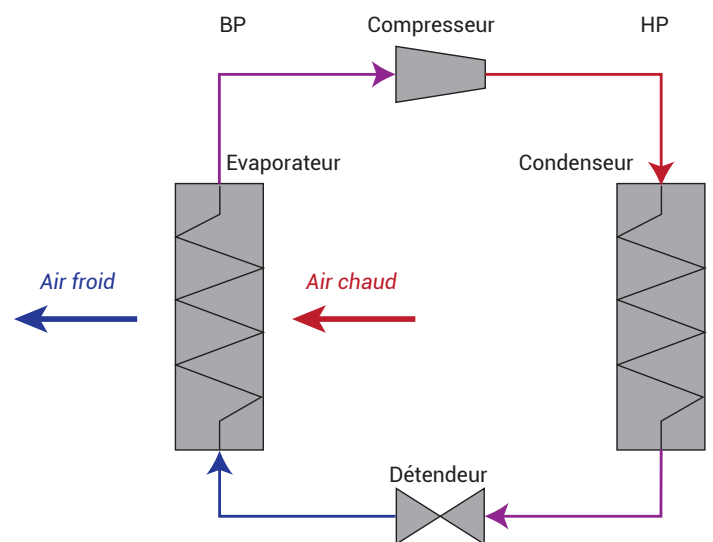 BP
Compresseur
HP
Evaporateur
Condenseur
Air froid
Air chaud
Détendeur